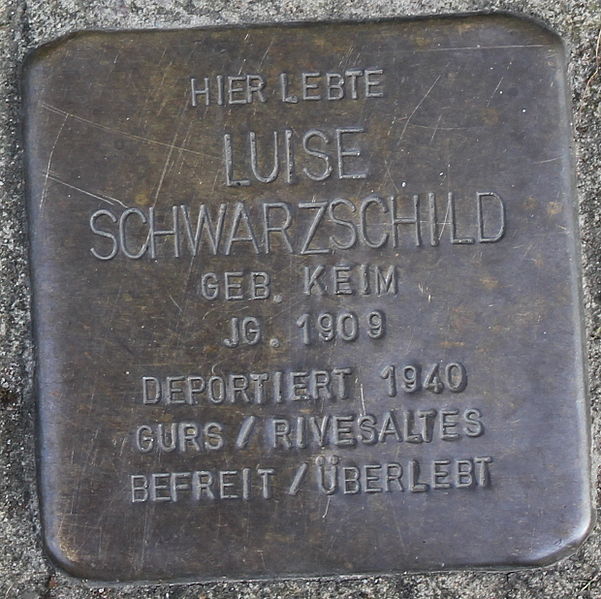 HIER LEBTE
LUISE
SCHWARZSCHILD
GEB. KEIM
JG. 1909
DEPORTIERT 1940
GURS / RIVESALTES
BEFREIT / ÜBERLEBT